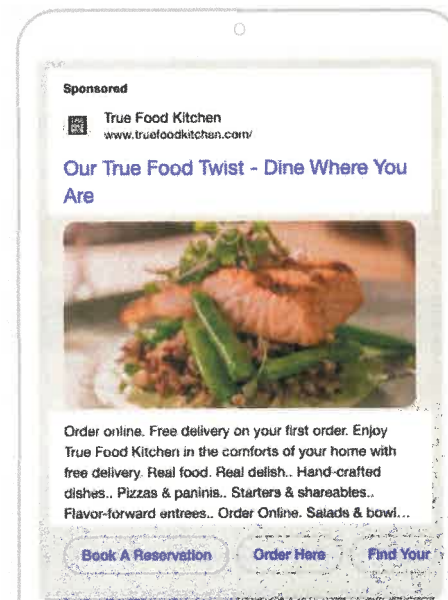 Sponsored
True Food Kitchen
www.truefoodkitchen.com/
Our True Food Twist - Dine Where You
Are
Order online. Free delivery on your first order. Enjoy
True Food Kitchen in the comforts of your home with
free delivery. Real food. Real delish.. Hand-crafted
dishes.. Pizzas & paninis.. Starters & shareables..
Flavor-forward entrees.. Order Online. Salads & bowl...
Book A Reservation
Order Here
Find Your